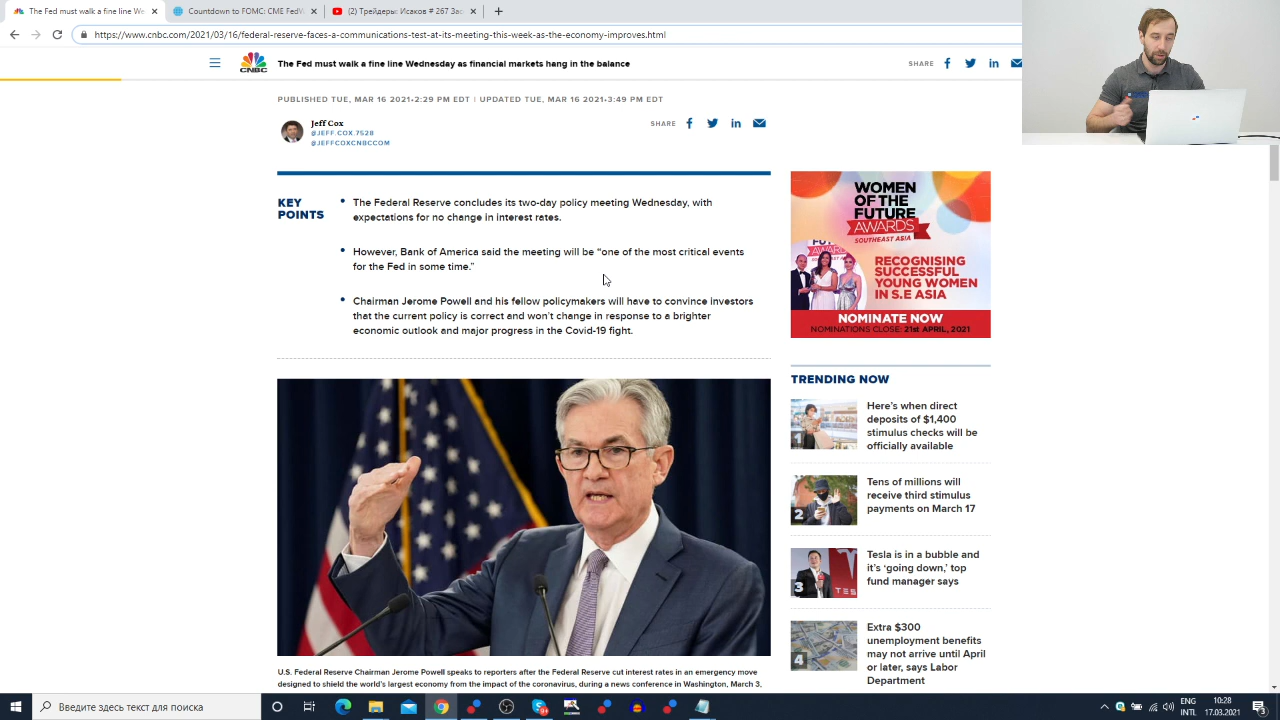 The Fed must walk a fine line We
Countdown to
(2) Доброе утро # 267 Зас
https://www.cnbc.com/2021/03/16/federal-reserve-faces-a-communications-test-at-its-meeting-this-week-as-the-economy-improves.html
CNBC
The Fed must walk a fine line Wednesday as financial markets hang in the balance
SHARE
PUBLISHED TUE, MAR 16 2021•2:29 PM EDT | UPDATED TUE, MAR 16 2021•3:49 PM EDT
Jeff Cox
@JEFF.COX.7528
@JEFFCOXCNBCCOM
SHARE
KEY
POINTS
• The Federal Reserve concludes its two-day policy meeting Wednesday, with
expectations for no change in interest rates.
• However, Bank of America said the meeting will be “one of the most critical events
for the Fed in some time.”
• Chairman Jerome Powell and his fellow policymakers will have to convince investors
that the current policy is correct and won’t change in response to a brighter
economic outlook and major progress in the Covid-19 fight.
U.S. Federal Reserve Chairman Jerome Powell speaks to reporters after the Federal Reserve cut interest rates in an emergency move
designed to shield the world's largest economy from the impact of the coronavirus, during a news conference in Washington, March 3,
WOMEN
OF THE
FUTURE
AWARDS
SOUTHEAST ASIA
RECOGNISING
SUCCESSFUL
YOUNG WOMEN
IN S.E ASIA
NOMINATE NOW
NOMINATIONS CLOSE: 21st APRIL, 2021
TRENDING NOW
1
Here’s when direct
deposits of $1,400
stimulus checks will be
officially available
2
Tens of millions will
receive third stimulus
payments on March 17
3
TES
Tesla is in a bubble and
it’s ‘going down,’ top
fund manager says
4
Extra $300
unemployment benefits
may not arrive until April
or later, says Labor
Department
Введите здесь текст для поиска
ENG
INTL
10:28
17.03.2021